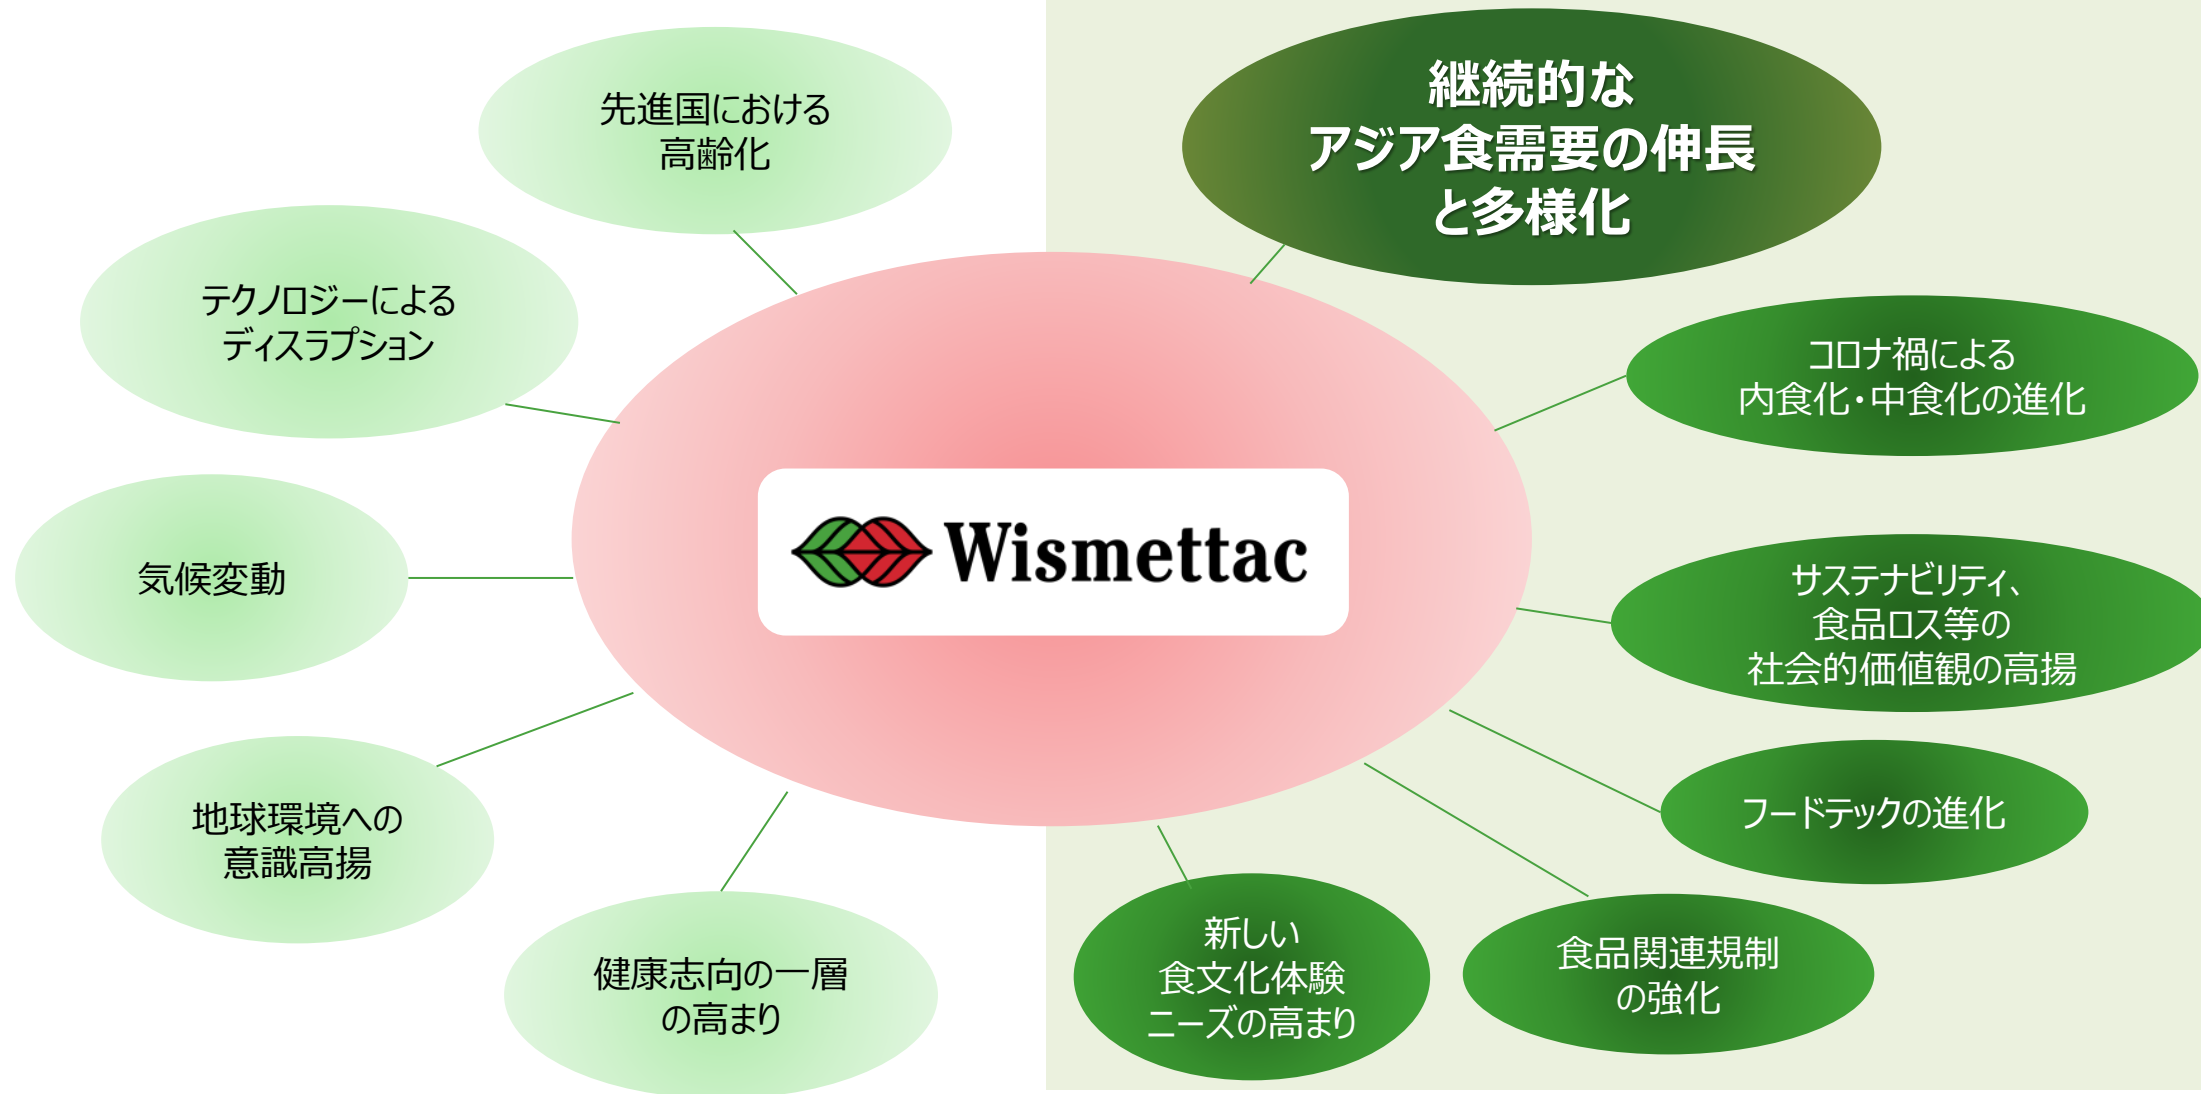 先進国における
高齢化
テクノロジーによる
ディスラプション
気候変動
地球環境への
意識高揚
健康志向の一層
の高まり
Wismettac
継続的な
アジア食需要の伸長
と多様化
コロナ禍による
内食化・中食化の進化
サステナビリティ、
食品ロス等の
社会的価値観の高揚
フードテックの進化
食品関連規制
の強化
新しい
食文化体験
ニーズの高まり